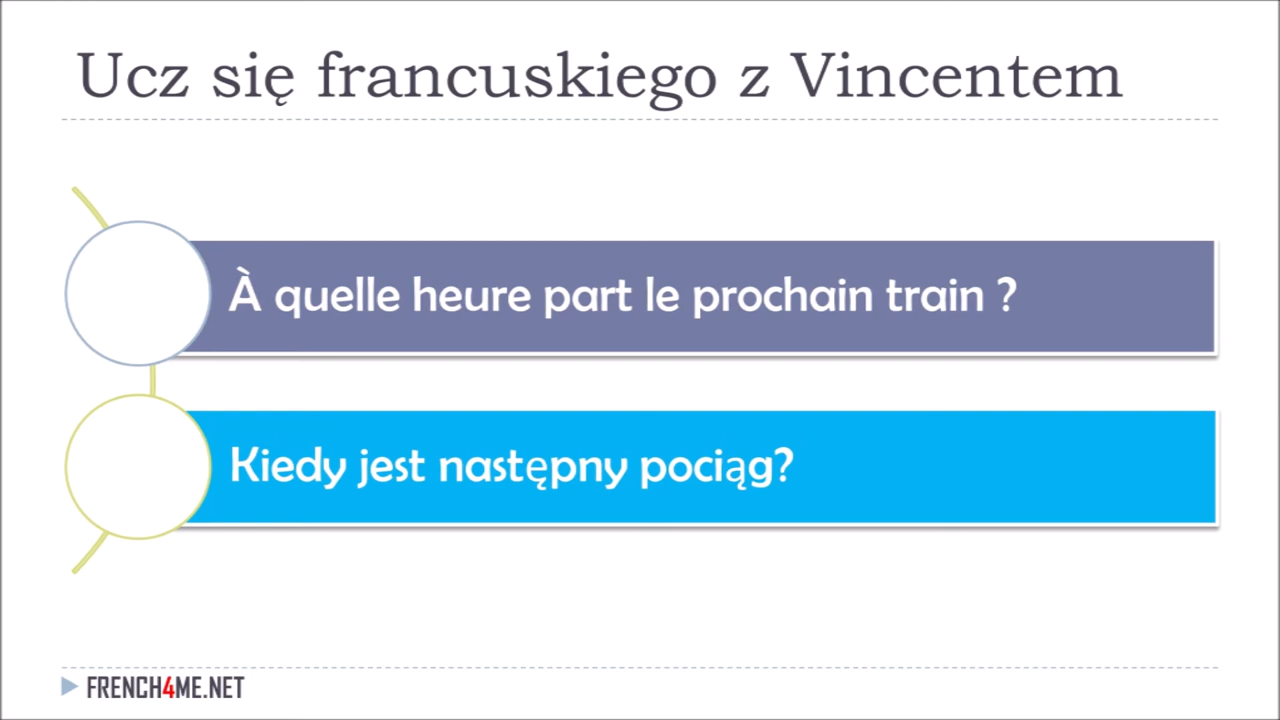 Ucz się francuskiego z Vincentem
À quelle heure part le prochain train ?
Kiedy jest następny pociąg?
FRENCH4ME.NET